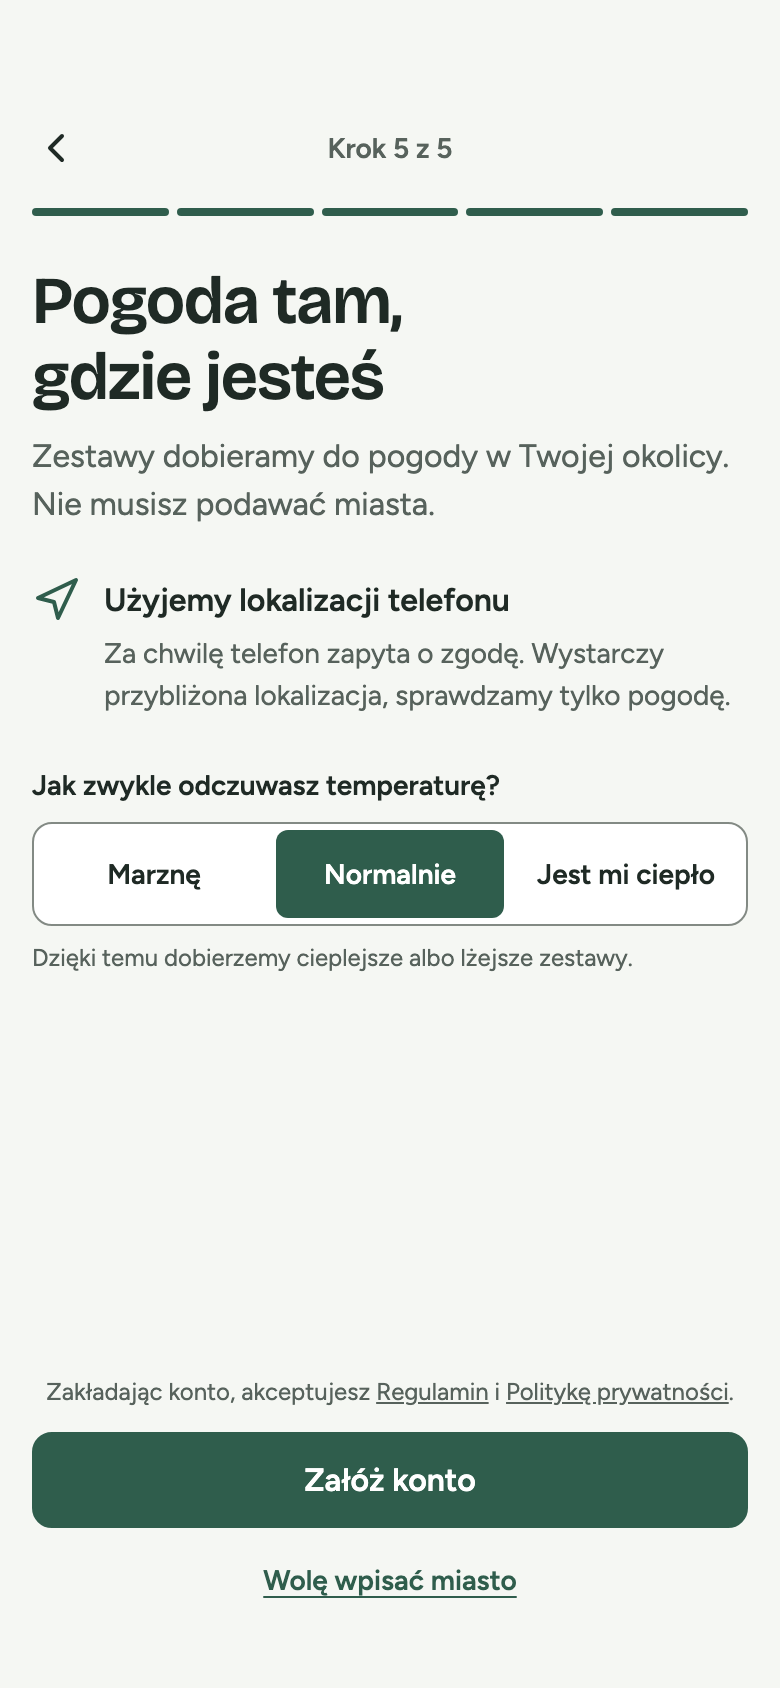 Krok 5 z 5
Pogoda tam,
gdzie jesteś
Zestawy dobieramy do pogody w Twojej okolicy.
Nie musisz podawać miasta.
Użyjemy lokalizacji telefonu
Za chwilę telefon zapyta o zgodę. Wystarczy
przybliżona lokalizacja, sprawdzamy tylko pogodę.
Jak zwykle odczuwasz temperaturę?
Marznę Normalnie Jest mi ciepło
Dzięki temu dobierzemy cieplejsze albo lżejsze zestawy.
Zakładając konto, akceptujesz Regulamin i Politykę prywatności.
Załóż konto
Wolę wpisać miasto